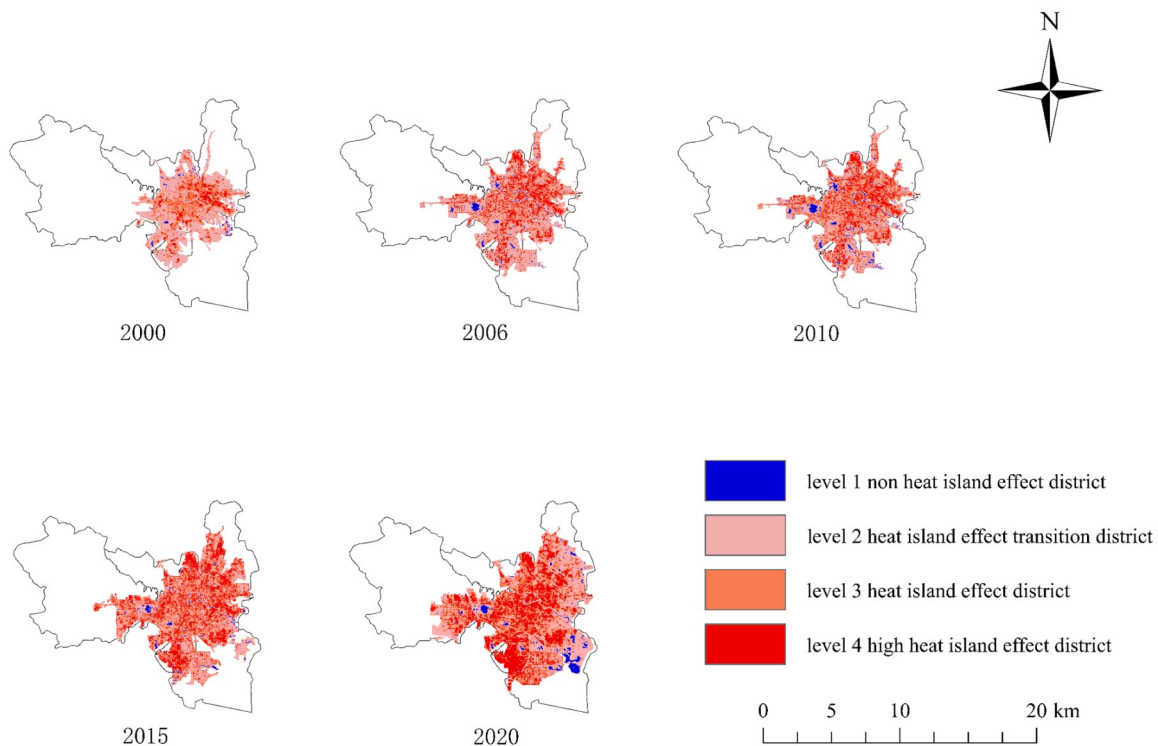 N
2000
2006
2010
level 1 non heat island effect district
level 2 heat island effect transition district
level 3 heat island effect district
level 4 high heat island effect district
0 5 10 20 km
2015
2020